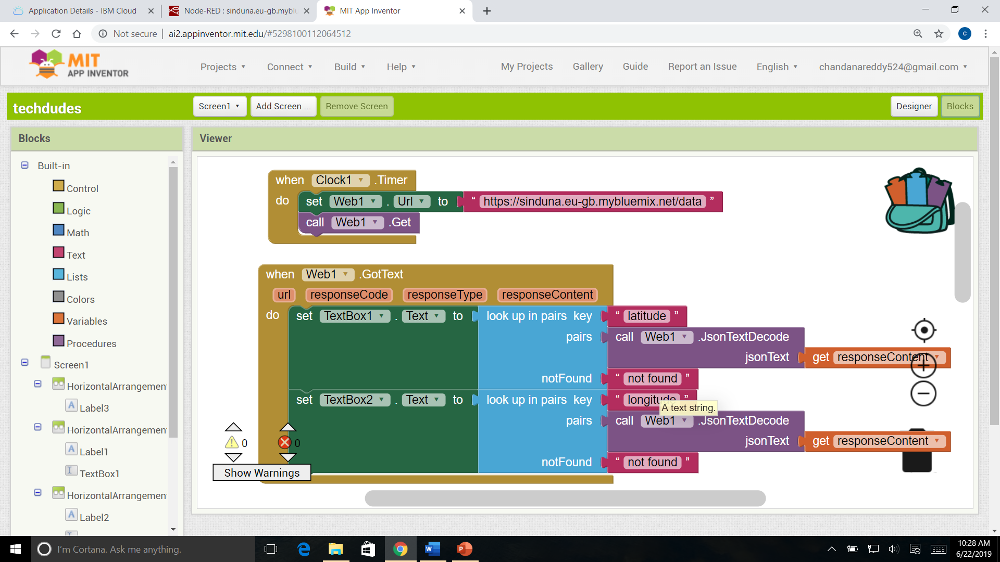 Application Details - IBM Cloud
Node-RED : sinduna.eu-gb.myblu
MIT App Inventor
Not secure | ai2.appinventor.mit.edu/#5298100112064512
c
MIT
APP INVENTOR
Projects
Connect
Build
Help
My Projects
Gallery
Guide
Report an Issue
English
chandanareddy524@gmail.com
techdudes
Screen1
Add Screen ...
Remove Screen
Designer
Blocks
Blocks
Built-in
Control
Logic
Math
Text
Lists
Colors
Variables
Procedures
Screen1
HorizontalArrangement
Label3
HorizontalArrangement
Label1
TextBox1
HorizontalArrangement
Label2
Viewer
when Clock1 .Timer
do set Web1 . Url to “ https://sinduna.eu-gb.mybluemix.net/data ”
call Web1 .Get
when Web1 .GotText
url responseCode responseType responseContent
do set TextBox1 . Text to look up in pairs key “ latitude ”
pairs call Web1 .JsonTextDecode
jsonText get responseContent
notFound “ not found ”
set TextBox2 . Text to look up in pairs key “ longitude ”
A text string.
pairs call Web1 .JsonTextDecode
jsonText get responseContent
notFound “ not found ”
0 0
Show Warnings
I'm Cortana. Ask me anything.
10:28 AM
6/22/2019